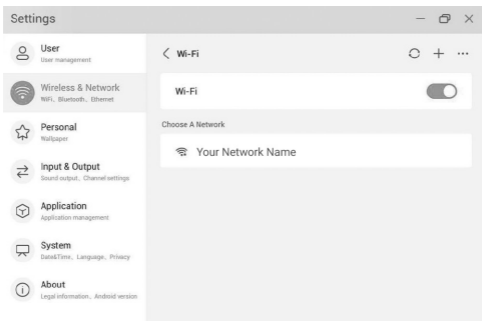 Settings
User
User management
Wireless & Network
WiFi、Bluetooth、Ethernet
Personal
Wallpaper
Input & Output
Sound output、Channel settings
Application
Application management
System
Date&Time、Language、Privacy
About
Legal information、Android version
Wi-Fi
Wi-Fi
Choose A Network
Your Network Name